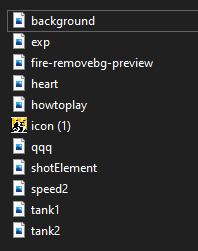 background
exp
fire-removebg-preview
heart
howtoplay
icon (1)
qqq
shotElement
speed2
tank1
tank2